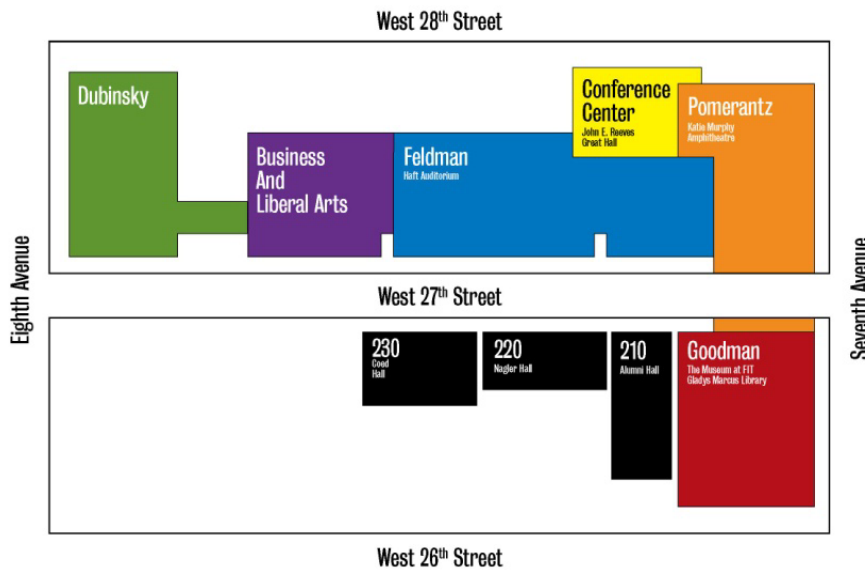 West 28th Street
Dubinsky
Business
And
Liberal Arts
Feldman
Haft Auditorium
Conference
Center
John E. Reeves
Great Hall
Pomerantz
Katie Murphy
Amphitheatre
Eighth Avenue
Seventh Avenue
West 27th Street
230
Coed
Hall
220
Nagler Hall
210
Alumni Hall
Goodman
The Museum at FIT
Gladys Marcus Library
West 26th Street